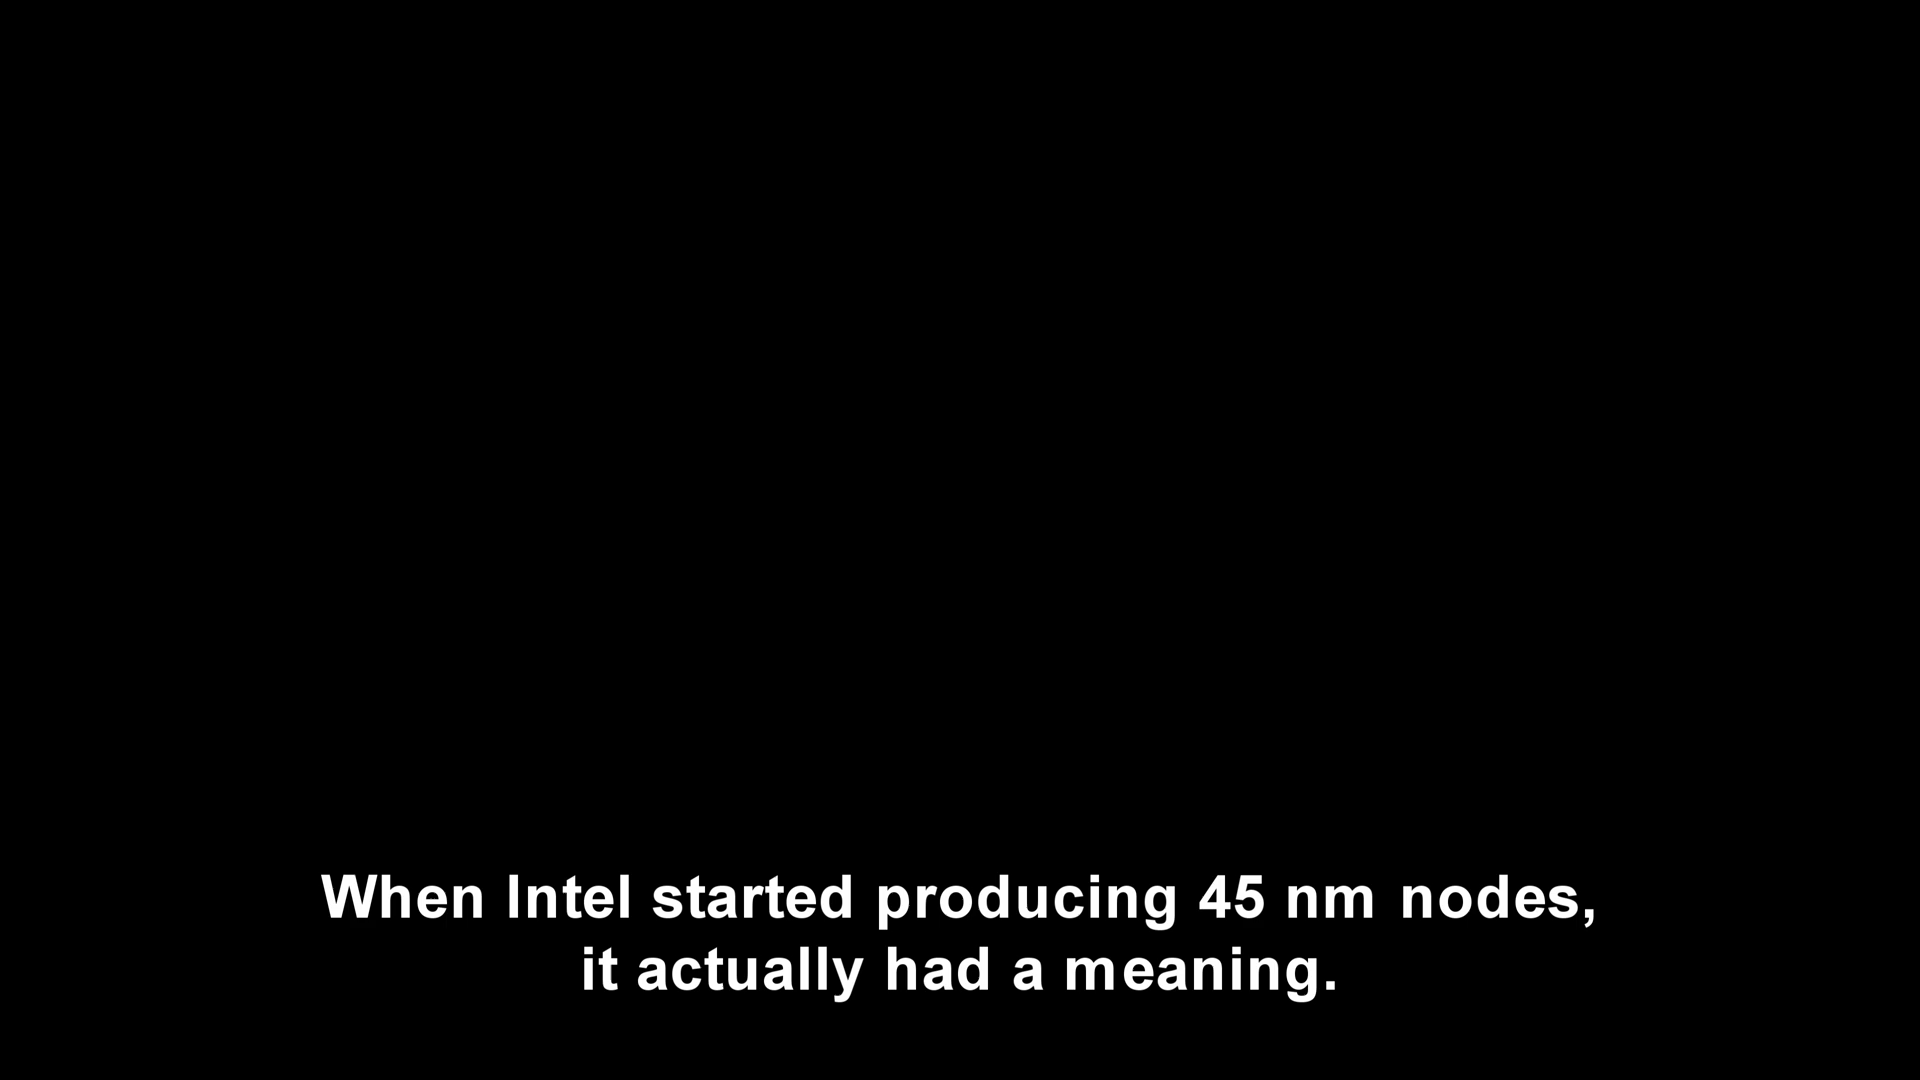 When Intel started producing 45 nm nodes,
it actually had a meaning.